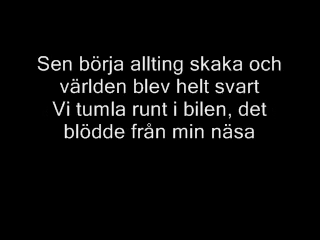 Sen börja allting skaka och
världen blev helt svart
Vi tumla runt i bilen, det
blödde från min näsa